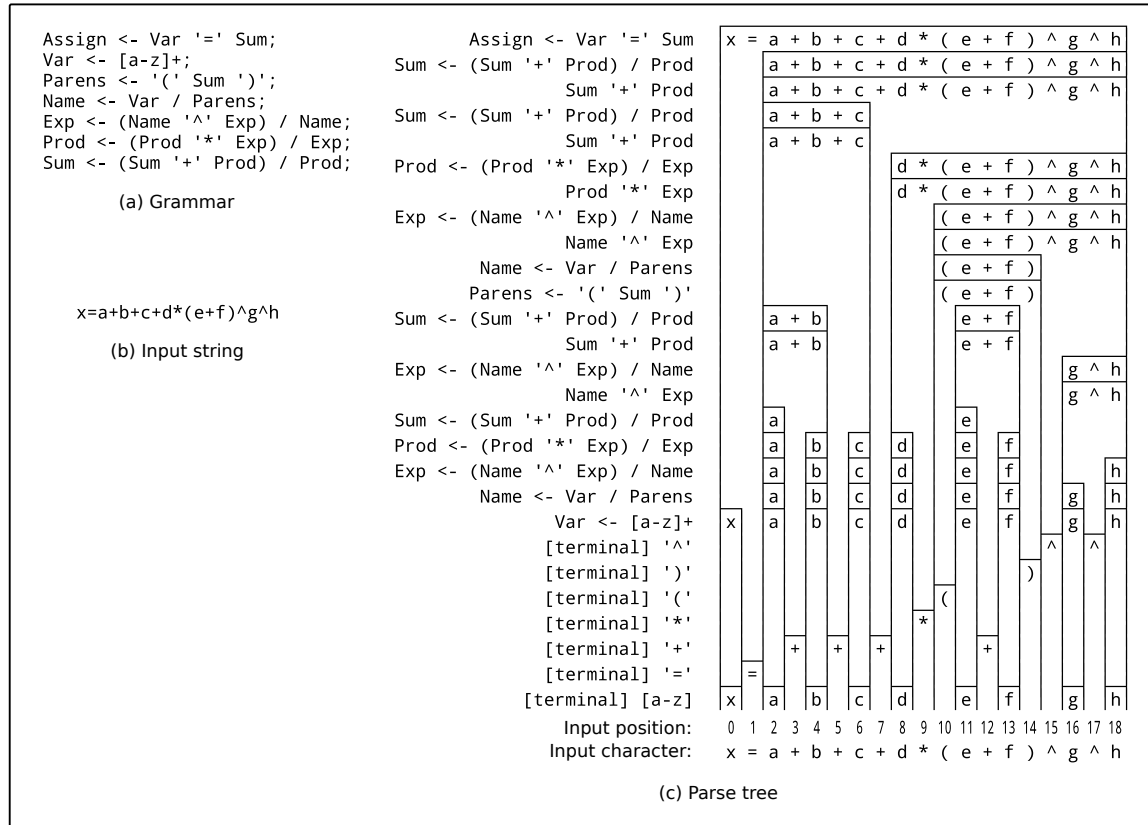 Assign <- Var '=' Sum;
Var <- [a-z]+;
Parens <- '(' Sum ')';
Name <- Var / Parens;
Exp <- (Name '^' Exp) / Name;
Prod <- (Prod '*' Exp) / Exp;
Sum <- (Sum '+' Prod) / Prod;
(a) Grammar
x=a+b+c+d*(e+f)^g^h
(b) Input string
Assign <- Var '=' Sum x = a + b + c + d * ( e + f ) ^ g ^ h
Sum <- (Sum '+' Prod) / Prod a + b + c + d * ( e + f ) ^ g ^ h
Sum '+' Prod a + b + c + d * ( e + f ) ^ g ^ h
Sum <- (Sum '+' Prod) / Prod a + b + c
Sum '+' Prod a + b + c
Prod <- (Prod '*' Exp) / Exp d * ( e + f ) ^ g ^ h
Prod '*' Exp d * ( e + f ) ^ g ^ h
Exp <- (Name '^' Exp) / Name ( e + f ) ^ g ^ h
Name '^' Exp ( e + f ) ^ g ^ h
Name <- Var / Parens ( e + f )
Parens <- '(' Sum ')' ( e + f )
Sum <- (Sum '+' Prod) / Prod a + b e + f
Sum '+' Prod a + b e + f
Exp <- (Name '^' Exp) / Name g ^ h
Name '^' Exp g ^ h
Sum <- (Sum '+' Prod) / Prod a e
Prod <- (Prod '*' Exp) / Exp a b c d e f
Exp <- (Name '^' Exp) / Name a b c d e f h
Name <- Var / Parens a b c d e f g h
Var <- [a-z]+ x a b c d e f g h
[terminal] '^' ^ ^
[terminal] ')' )
[terminal] '(' (
[terminal] '*' *
[terminal] '+' + + + +
[terminal] '=' =
[terminal] [a-z] x a b c d e f g h
Input position: 0 1 2 3 4 5 6 7 8 9 10 11 12 13 14 15 16 17 18
Input character: x = a + b + c + d * ( e + f ) ^ g ^ h
(c) Parse tree